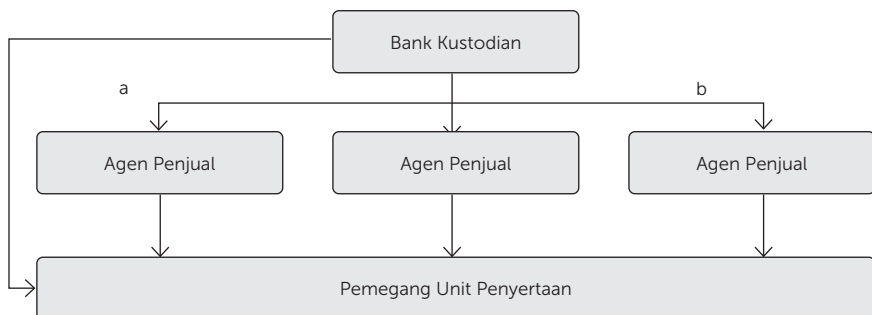 Bank Kustodian
a
b
Agen Penjual
Agen Penjual
Agen Penjual
Pemegang Unit Penyertaan